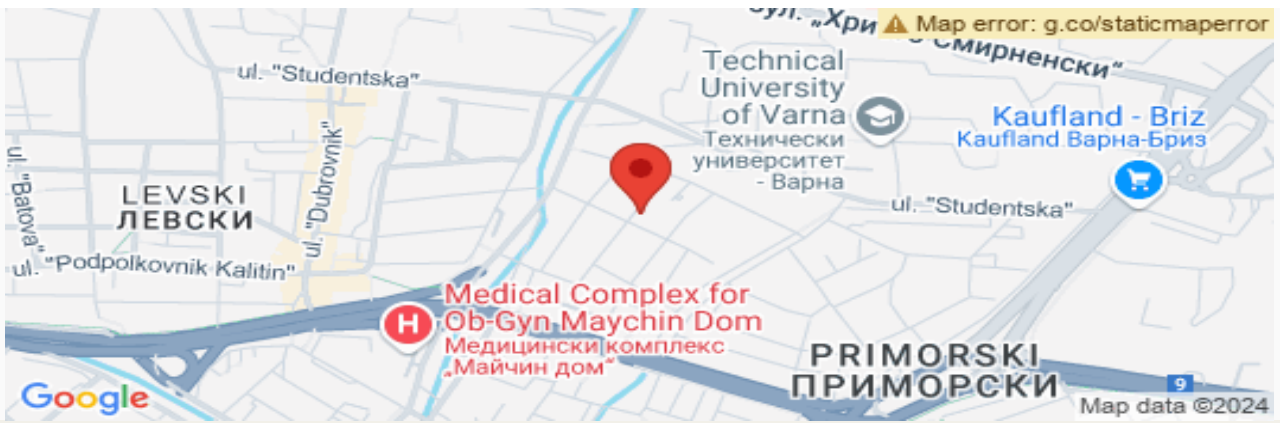 бул. „Христо Смирненски“
Map error: g.co/staticmaperror
ul. "Studentska"
Technical
University
of Varna
Технически
университет
- Варна
Kaufland - Briz
Kaufland Варна-Бриз
ul. "Dubrovnik"
ul. "Batova"
LEVSKI
ЛЕВСКИ
ul. "Studentska"
ul. "Podpolkovnik Kalitin"
Medical Complex for
Ob-Gyn Maychin Dom
Медицински комплекс
„Майчин дом“
H
PRIMORSKI
ПРИМОРСКИ
9
Google
Map data ©2024